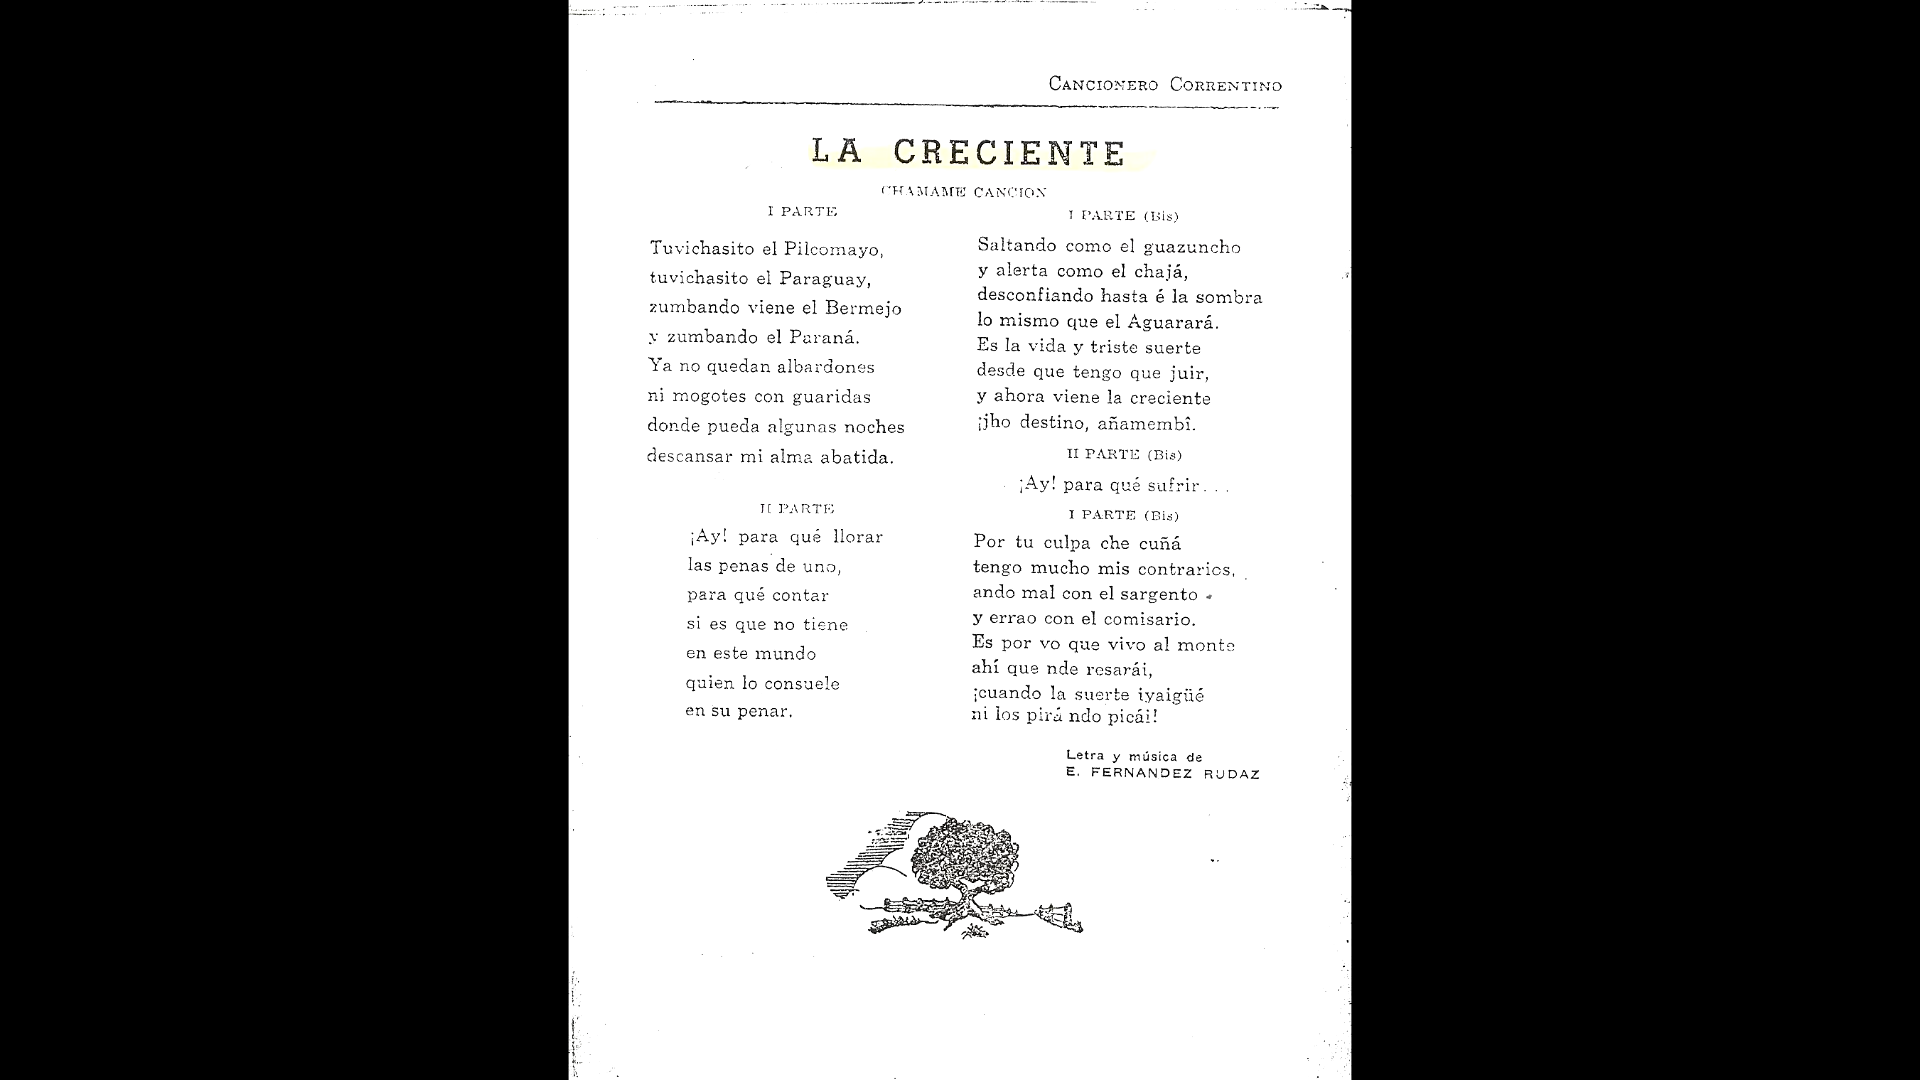 CANCIONERO CORRENTINO
LA CRECIENTE
CHAMAME CANCION
I PARTE
Tuvichasito el Pilcomayo,
tuvichasito el Paraguay,
zumbando viene el Bermejo
y zumbando el Paraná.
Ya no quedan albardones
ni mogotes con guaridas
donde pueda algunas noches
descansar mi alma abatida.
II PARTE
¡Ay! para qué llorar
las penas de uno,
para qué contar
si es que no tiene
en este mundo
quien lo consuele
en su penar.
I PARTE (Bis)
Saltando como el guazuncho
y alerta como el chajá,
desconfiando hasta é la sombra
lo mismo que el Aguarará.
Es la vida y triste suerte
desde que tengo que juir,
y ahora viene la creciente
¡jho destino, añamembî.
II PARTE (Bis)
¡Ay! para qué sufrir...
I PARTE (Bis)
Por tu culpa che cuñá
tengo mucho mis contrarios,
ando mal con el sargento
y errao con el comisario.
Es por vo que vivo al monte
ahí que nde resarái,
¡cuando la suerte iyaigüé
ni los pirá ndo picái!
Letra y música de
E. FERNANDEZ RUDAZ